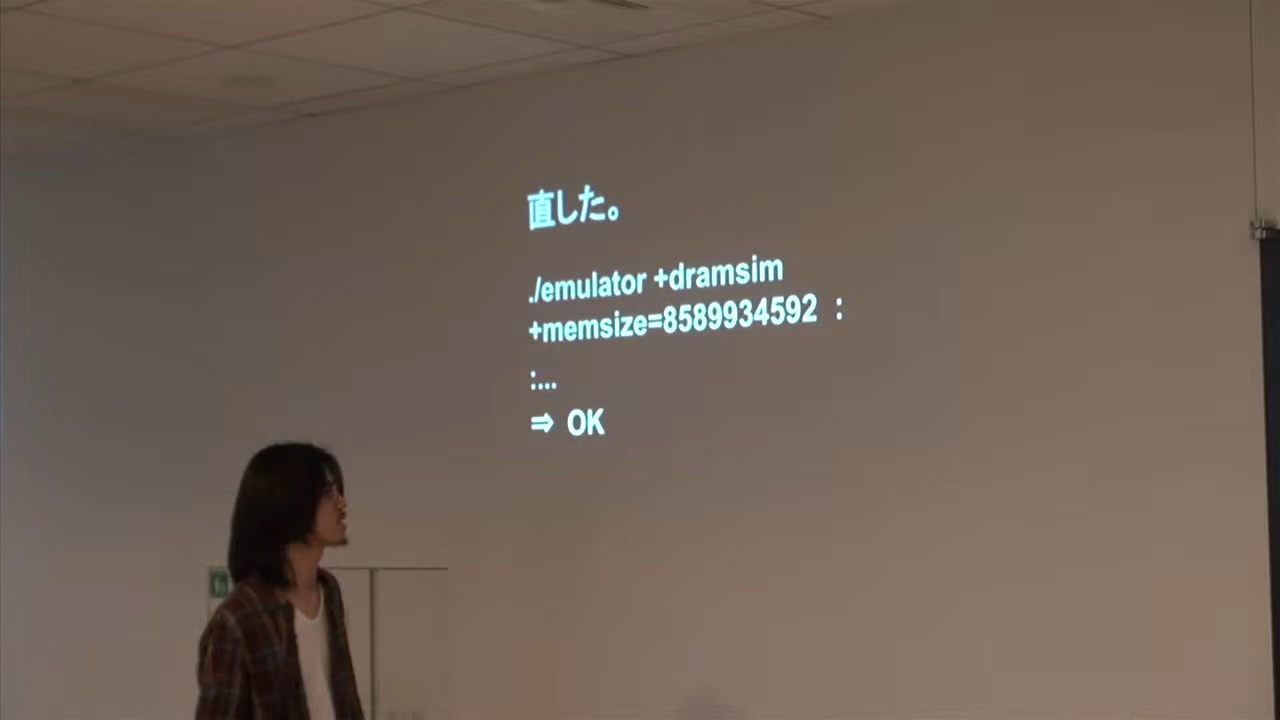 直した。
./emulator +dramsim
+memsize=8589934592 :
:...
⇒ OK